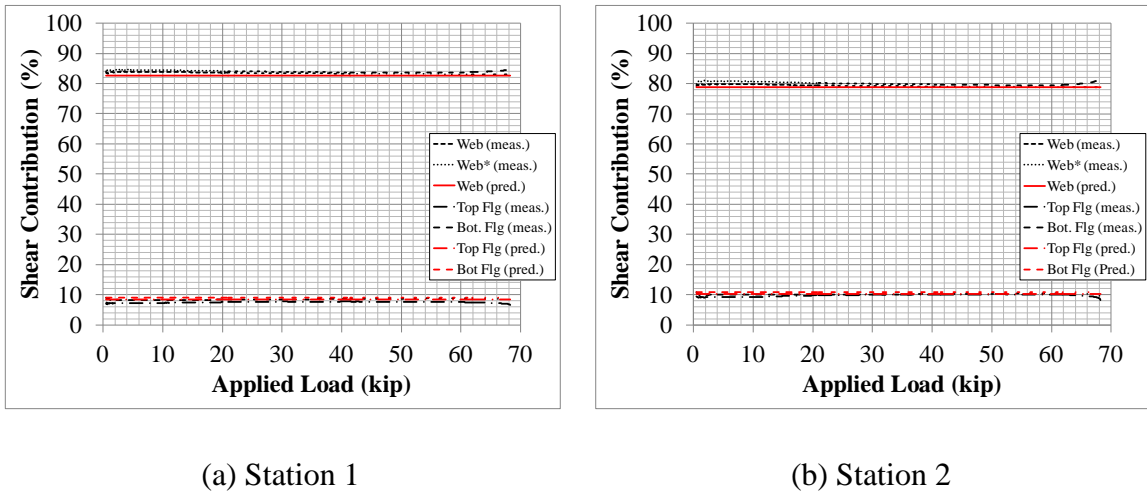 100
90
80
70
60
50
40
30
20
10
0
Shear Contribution (%)
Web (meas.)
Web* (meas.)
Web (pred.)
Top Flg (meas.)
Bot. Flg (meas.)
Top Flg (pred.)
Bot Flg (pred.)
0 10 20 30 40 50 60 70
Applied Load (kip)
(a) Station 1
100
90
80
70
60
50
40
30
20
10
0
Shear Contribution (%)
Web (meas.)
Web* (meas.)
Web (pred.)
Top Flg (meas.)
Bot. Flg (meas.)
Top Flg (pred.)
Bot Flg (Pred.)
0 10 20 30 40 50 60 70
Applied Load (kip)
(b) Station 2